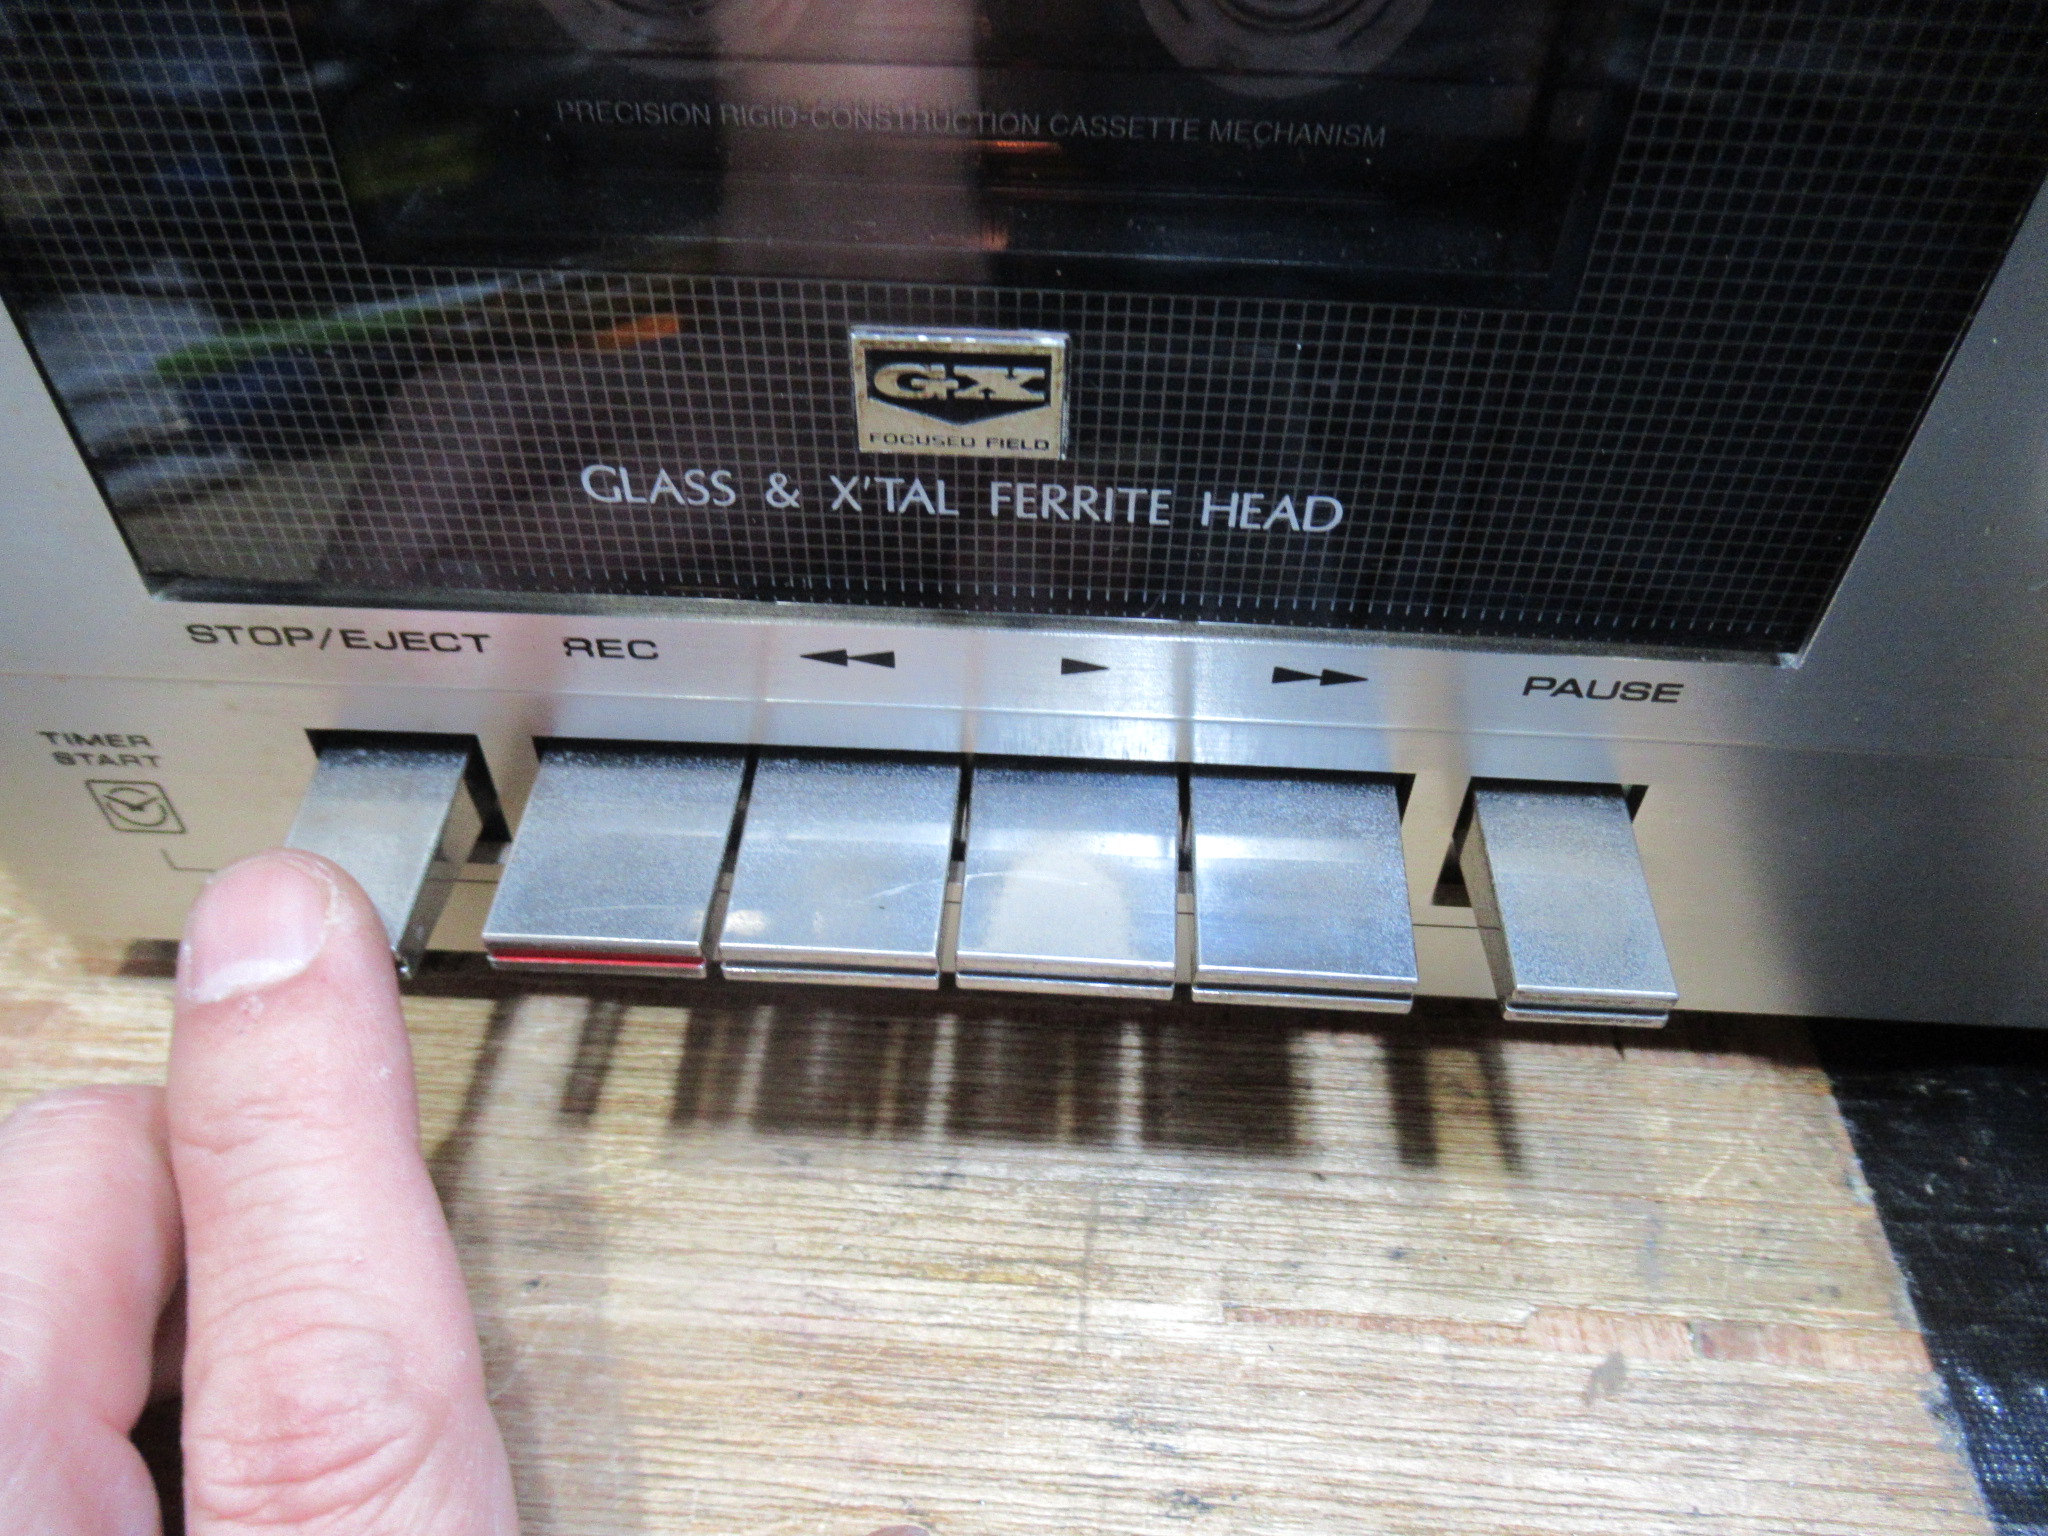 PRECISION RIGID-CONSTRUCTION CASSETTE MECHANISM
GX
FOCUSED FIELD
GLASS & X'TAL FERRITE HEAD
STOP/EJECT REC PAUSE
TIMER
START